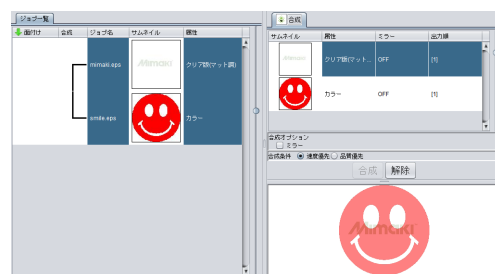 ジョブ一覧
面付け 合成 ジョブ名 サムネイル 属性
mimaki.eps Mimaki クリア版(マット調)
smile.eps カラー
合成
サムネイル 属性 ミラー 出力順
Mimaki クリア版(マット... OFF [1]
カラー OFF [1]
合成オプション
ミラー
合成条件 速度優先 品質優先
合成 解除
Mimaki